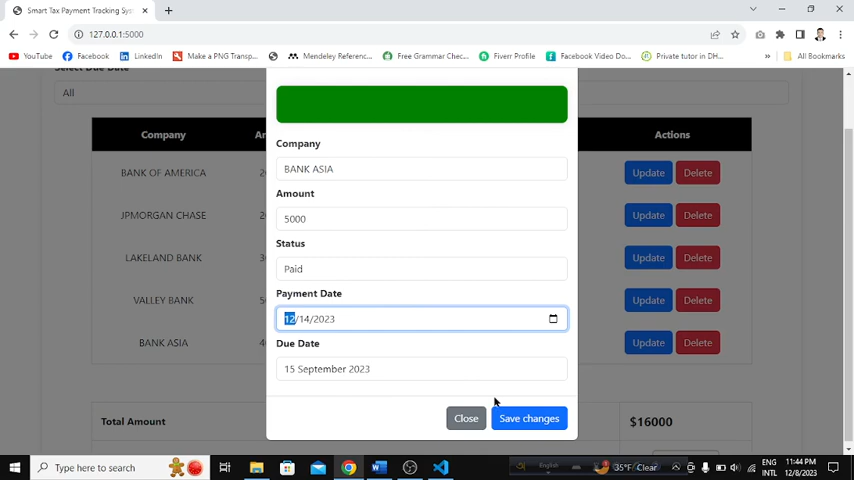 Smart Tax Payment Tracking Sys
127.0.0.1:5000
YouTube Facebook LinkedIn Make a PNG Transp... Mendeley Referenc... Free Grammar Chec... Fiverr Profile Facebook Video Do... Private tutor in DH... » All Bookmarks
Select Due Date
All
Company Am Actions
BANK OF AMERICA Update Delete
JPMORGAN CHASE Update Delete
LAKELAND BANK Update Delete
VALLEY BANK Update Delete
BANK ASIA Update Delete
Total Amount $16000
Company
BANK ASIA
Amount
5000
Status
Paid
Payment Date
12/14/2023
Due Date
15 September 2023
Close Save changes
Type here to search
English
35°F Clear
ENG
INTL
11:44 PM
12/8/2023